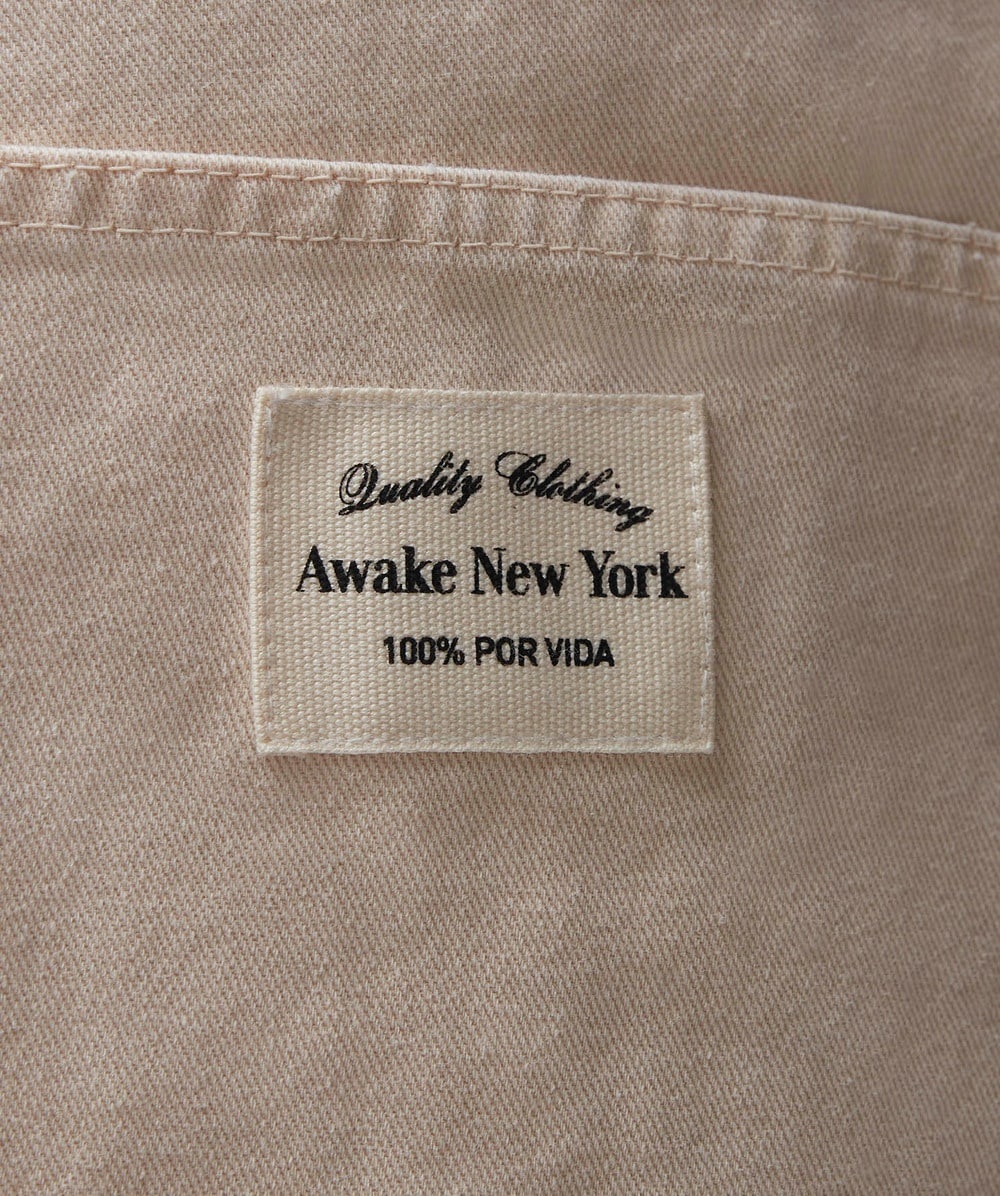 Quality Clothing
Awake New York
100% POR VIDA